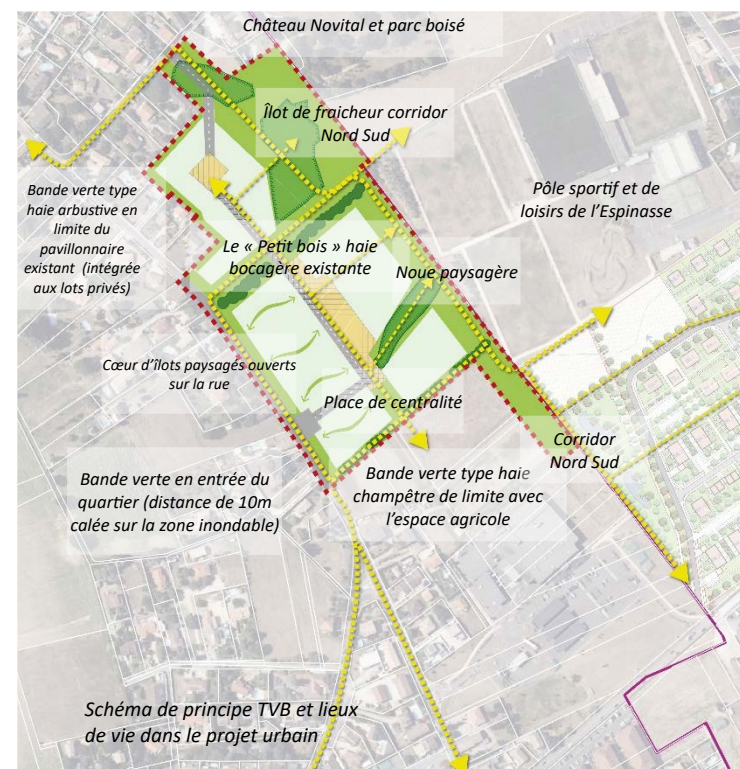 Château Novital et parc boisé
Îlot de fraicheur corridor
Nord Sud
Bande verte type
haie arbustive en
limite du
pavillonnaire
existant (intégrée
aux lots privés)
Pôle sportif et de
loisirs de l’Espinasse
Le « Petit bois » haie
bocagère existante
Noue paysagère
Cœur d’îlots paysagés ouverts
sur la rue
Place de centralité
Corridor
Nord Sud
Bande verte en entrée du
quartier (distance de 10m
calée sur la zone inondable)
Bande verte type haie
champêtre de limite avec
l’espace agricole
Schéma de principe TVB et lieux
de vie dans le projet urbain